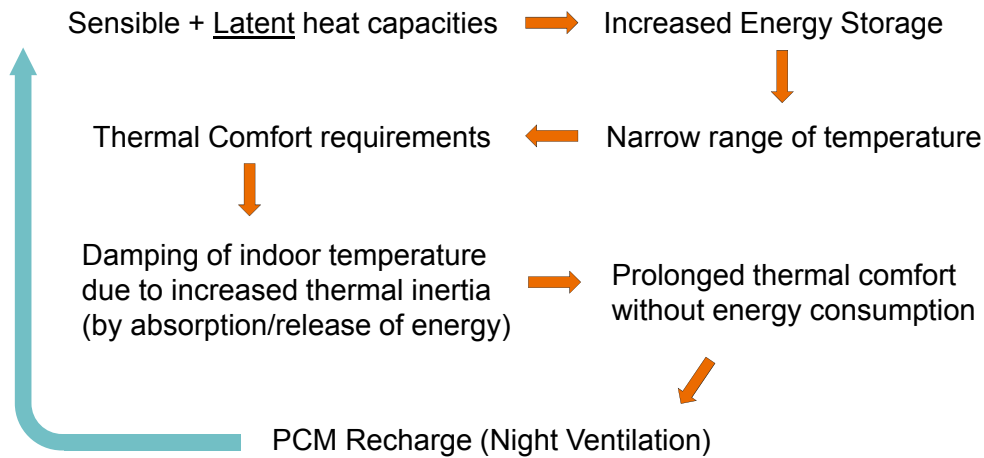 Sensible + Latent heat capacities
Increased Energy Storage
Thermal Comfort requirements
Narrow range of temperature
Damping of indoor temperature
due to increased thermal inertia
(by absorption/release of energy)
Prolonged thermal comfort
without energy consumption
PCM Recharge (Night Ventilation)